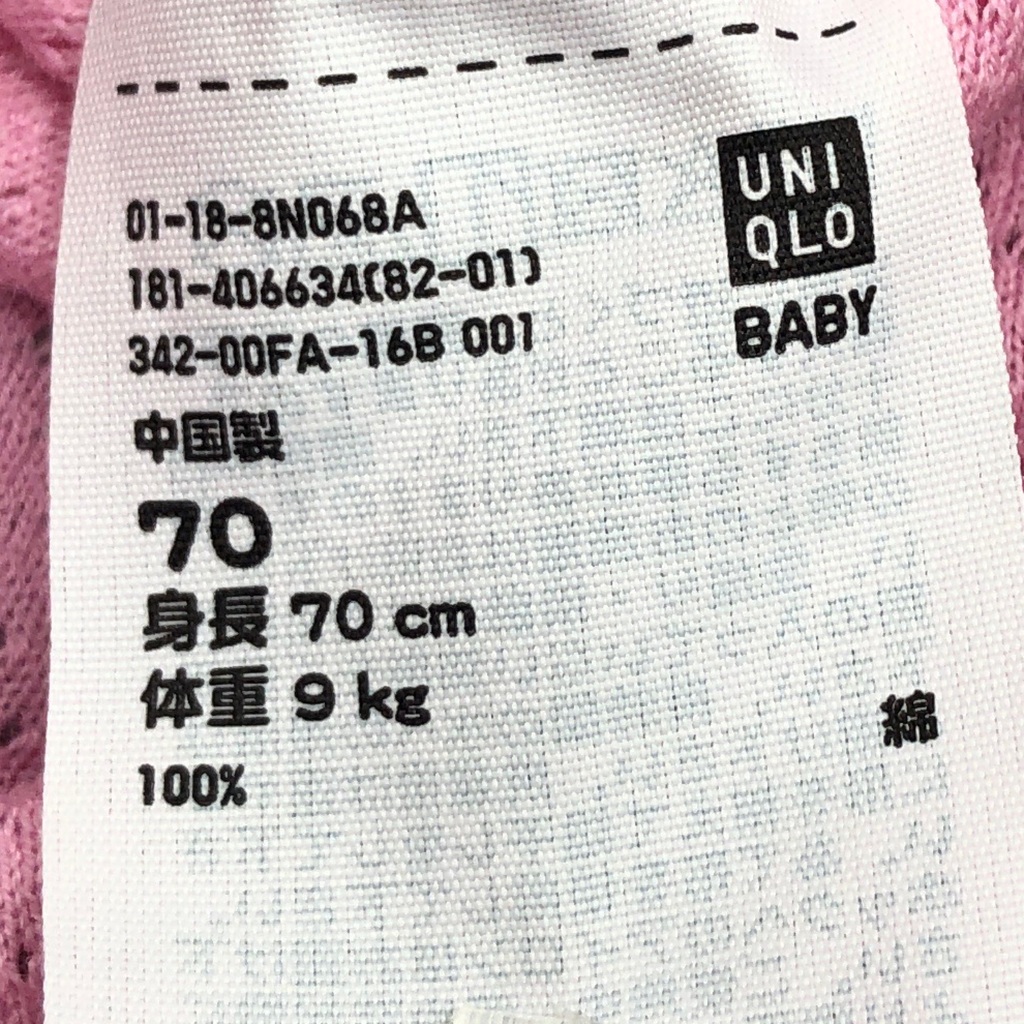 UNI
QLO
BABY
01-18-8N068A
181-406634(82-01)
342-00FA-16B 001
中国製
70
身長 70 cm
体重 9 kg
綿
100%